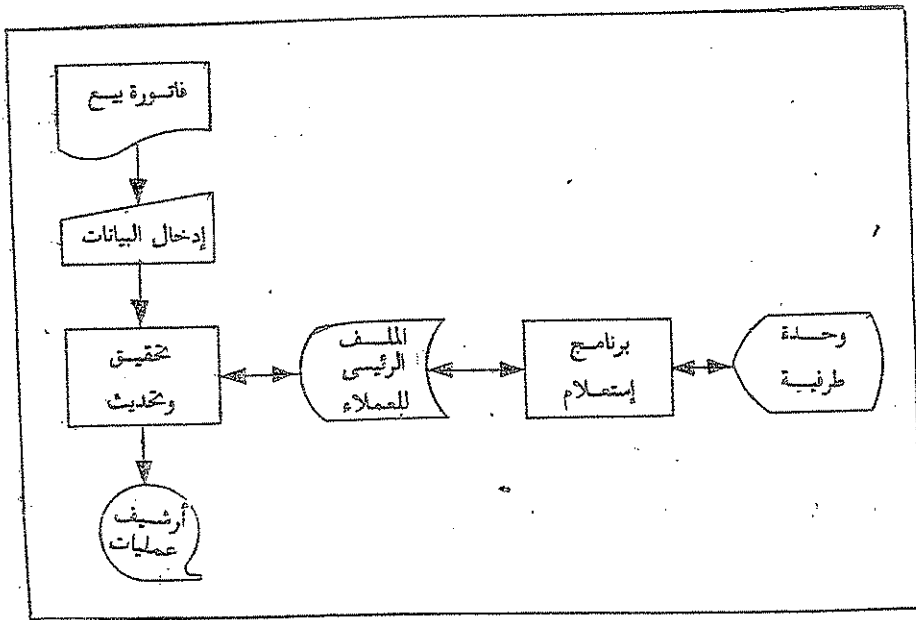 فاتورة بيع
إدخال البيانات
تحقيق
وتحديث
الملف
الرئيسى
للعملاء
برنامج
إستعلام
وحدة
طرفية
أرشيف
عمليات